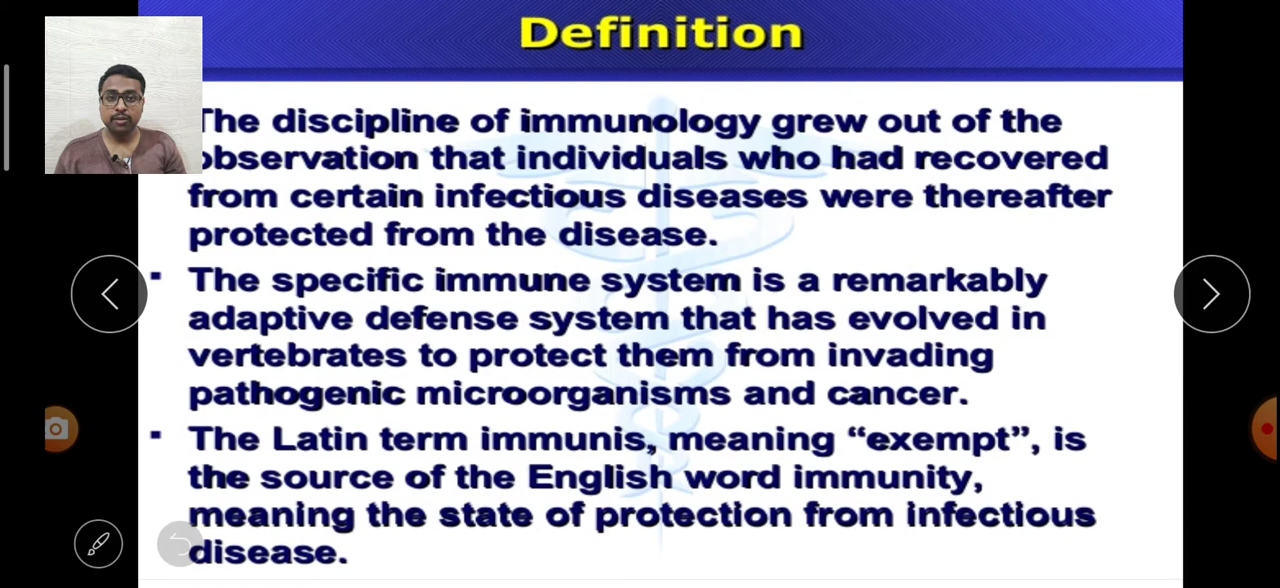 Definition
The discipline of immunology grew out of the
observation that individuals who had recovered
from certain infectious diseases were thereafter
protected from the disease.
▪ The specific immune system is a remarkably
adaptive defense system that has evolved in
vertebrates to protect them from invading
pathogenic microorganisms and cancer.
▪ The Latin term immunis, meaning “exempt”, is
the source of the English word immunity,
meaning the state of protection from infectious
disease.